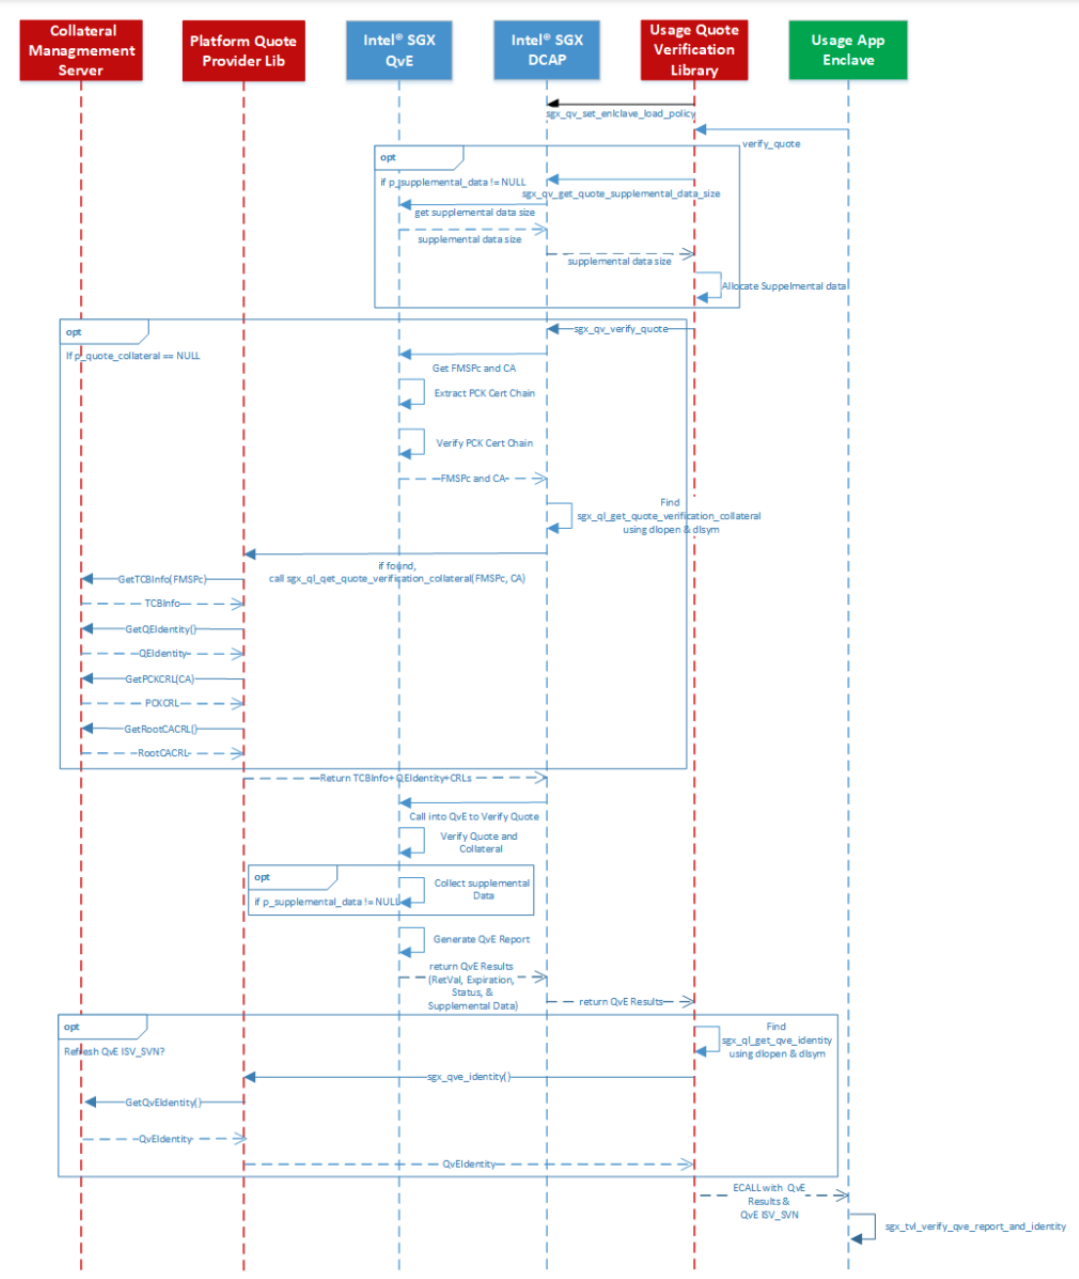 Collateral
Managmement
Server
Platform Quote
Provider Lib
Intel® SGX
QvE
Intel® SGX
DCAP
Usage Quote
Verification
Library
Usage App
Enclave
sgx_qv_set_enlclave_load_policy
verify_quote
opt
if p_supplemental_data != NULL
sgx_qv_get_quote_supplemental_data_size
get supplemental data size
supplemental data size
supplemental data size
Allocate Suppelmental data
opt
sgx_qv_verify_quote
If p_quote_collateral == NULL
Get FMSPc and CA
Extract PCK Cert Chain
Verify PCK Cert Chain
FMSPc and CA
Find
sgx_ql_get_quote_verification_collateral
using dlopen & dlsym
if found,
call sgx_ql_qet_quote_verification_collateral(FMSPc, CA)
GetTCBInfo(FMSPc)
TCBInfo
GetQEIdentity()
QEIdentity
GetPCKCRL(CA)
PCKCRL
GetRootCACRL()
RootCACRL
Return TCBInfo+QEIdentity+CRLs
Call into QvE to Verify Quote
Verify Quote and
Collateral
opt
Collect supplemental
Data
if p_supplemental_data != NULL
Generate QvE Report
return QvE Results
(RetVal, Expiration,
Status, &
Supplemental Data)
return QvE Results
opt
Find
sgx_ql_get_qve_identity
using dlopen & dlsym
Refresh QvE ISV_SVN?
sgx_qve_identity()
GetQvEIdentity()
QvEIdentity
QvEIdentity
ECALL with QvE
Results &
QvE ISV_SVN
sgx_tvl_verify_qve_report_and_identity